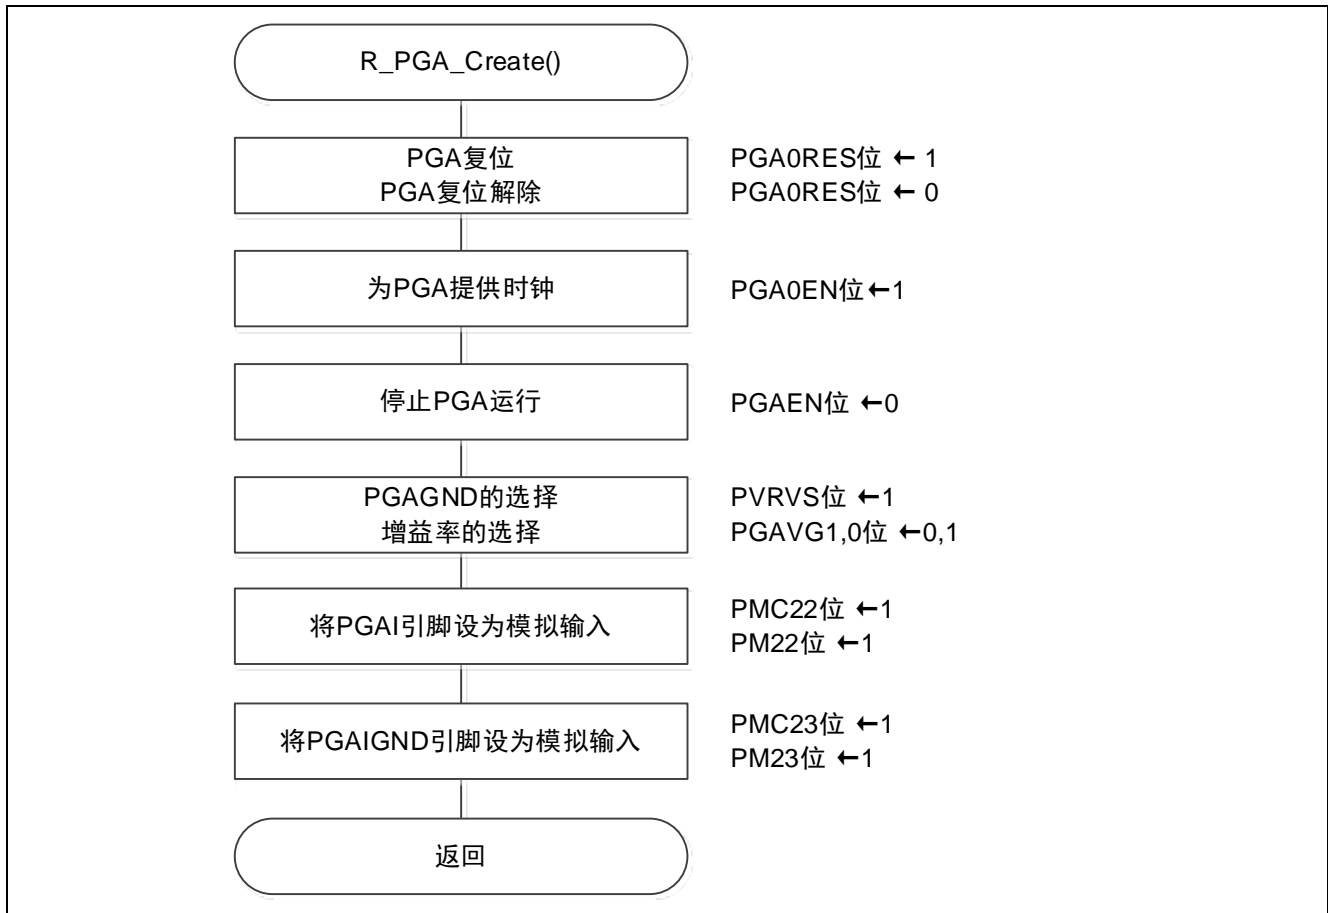 R_PGA_Create()
PGA复位
PGA复位解除
PGA0RES位 ← 1
PGA0RES位 ← 0
为PGA提供时钟
PGA0EN位←1
停止PGA运行
PGAEN位 ←0
PGAGND的选择
增益率的选择
PVRVS位 ←1
PGAVG1,0位 ←0,1
将PGAI引脚设为模拟输入
PMC22位 ←1
PM22位 ←1
将PGAIGND引脚设为模拟输入
PMC23位 ←1
PM23位 ←1
返回